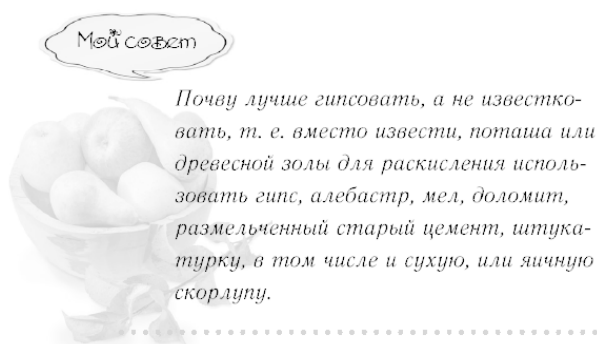 Мой совет
Почву лучше гипсовать, а не известко-
вать, т. е. вместо извести, поташа или
древесной золы для раскисления исполь-
зовать гипс, алебастр, мел, доломит,
размельченный старый цемент, штука-
турку, в том числе и сухую, или яичную
скорлупу.